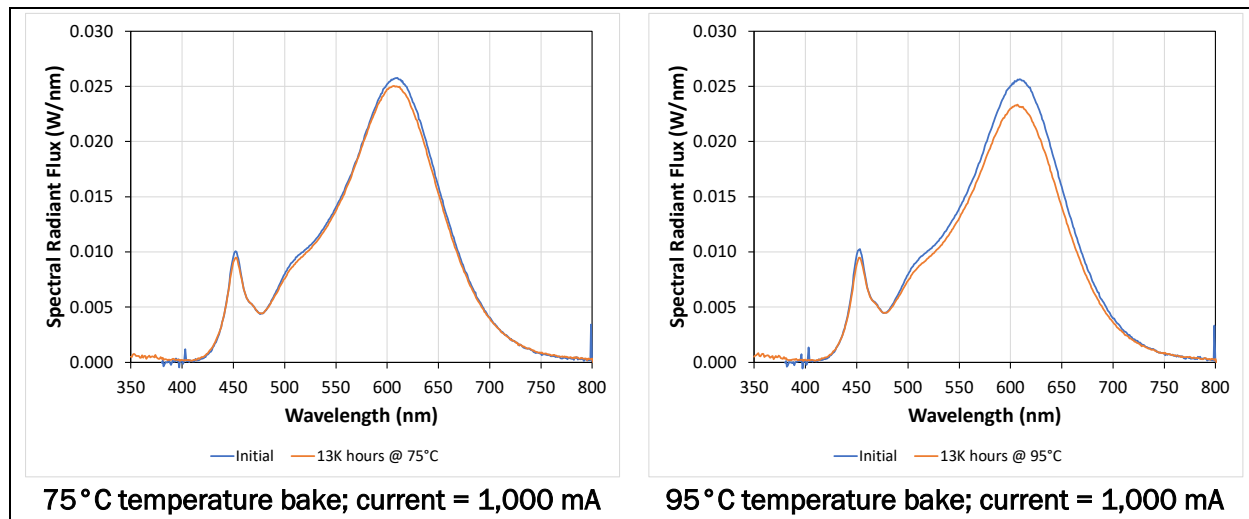 0.030
0.025
0.020
0.015
0.010
0.005
0.000
Spectral Radiant Flux (W/nm)
350 400 450 500 550 600 650 700 750 800
Wavelength (nm)
Initial 13K hours @ 75°C
75°C temperature bake; current = 1,000 mA
0.030
0.025
0.020
0.015
0.010
0.005
0.000
Spectral Radiant Flux (W/nm)
350 400 450 500 550 600 650 700 750 800
Wavelength (nm)
Initial 13K hours @ 95°C
95°C temperature bake; current = 1,000 mA